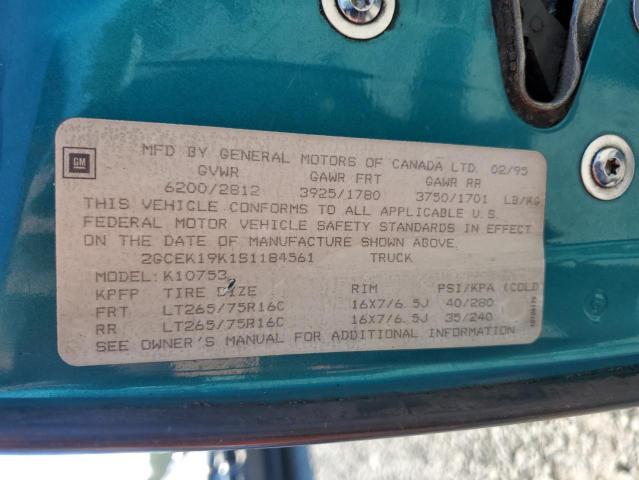 GM
MFD BY GENERAL MOTORS OF CANADA LTD. 02/95
GVWR GAWR FRT GAWR RR
6200/2812 3925/1780 3750/1701 LB/KG
THIS VEHICLE CONFORMS TO ALL APPLICABLE U.S.
FEDERAL MOTOR VEHICLE SAFETY STANDARDS IN EFFECT
ON THE DATE OF MANUFACTURE SHOWN ABOVE.
2GCEK19K1S1184561 TRUCK
MODEL: K10753
KPFP TIRE SIZE RIM PSI/KPA (COLD)
FRT LT265/75R16C 16X7/6.5J 40/280
RR LT265/75R16C 16X7/6.5J 35/240
SEE OWNER'S MANUAL FOR ADDITIONAL INFORMATION